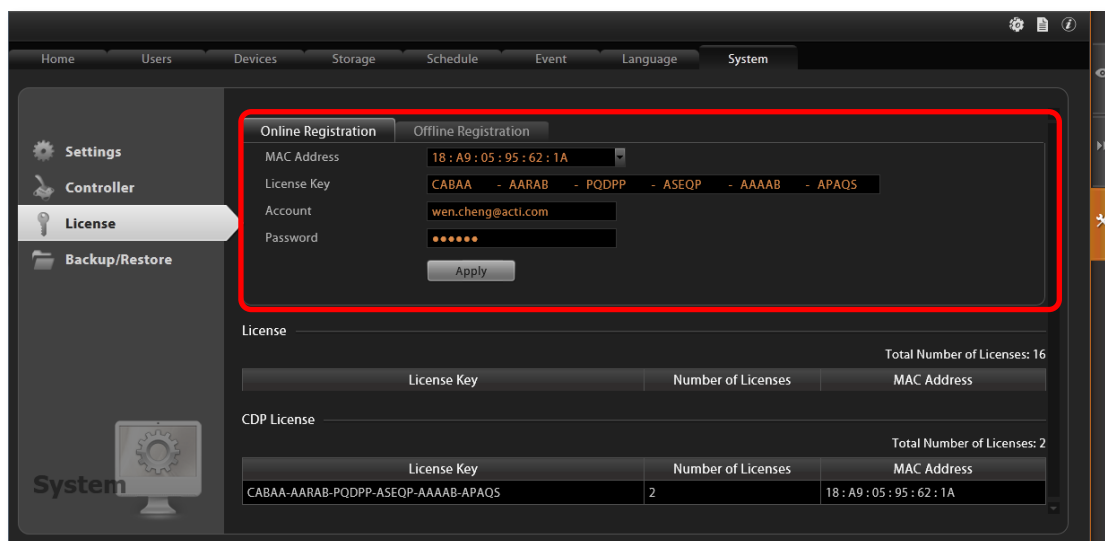 Home Users Devices Storage Schedule Event Language System
Settings
Controller
License
Backup/Restore
System
Online Registration Offline Registration
MAC Address 18 : A9 : 05 : 95 : 62 : 1A
License Key CABAA - AARAB - PQDPP - ASEQP - AAAAB - APAQS
Account wen.cheng@acti.com
Password ●●●●●●
Apply
License
Total Number of Licenses: 16
License Key Number of Licenses MAC Address
CDP License
Total Number of Licenses: 2
License Key Number of Licenses MAC Address
CABAA-AARAB-PQDPP-ASEQP-AAAAB-APAQS 2 18 : A9 : 05 : 95 : 62 : 1A